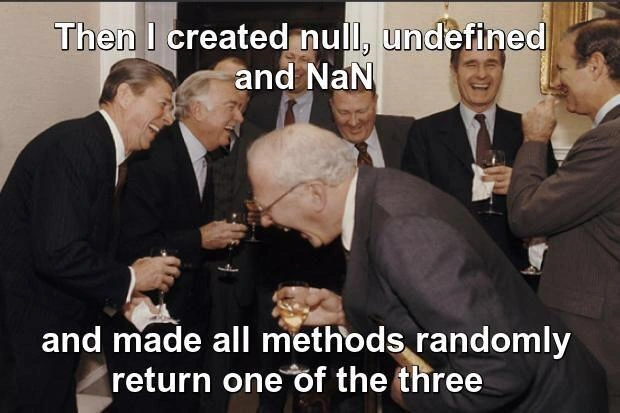 Then I created null, undefined
and NaN
and made all methods randomly
return one of the three